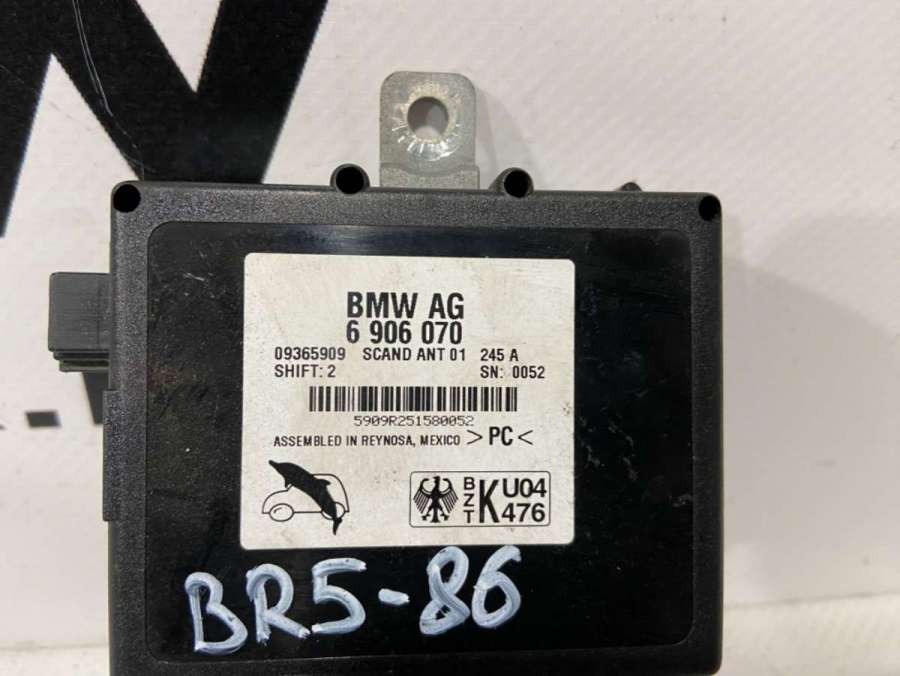 BMW AG
6 906 070
09365909 SCAND ANT 01 245 A
SHIFT: 2 SN: 0052
5909R251580052
ASSEMBLED IN REYNOSA, MEXICO >PC<
BZT K U04 476
BR5-86